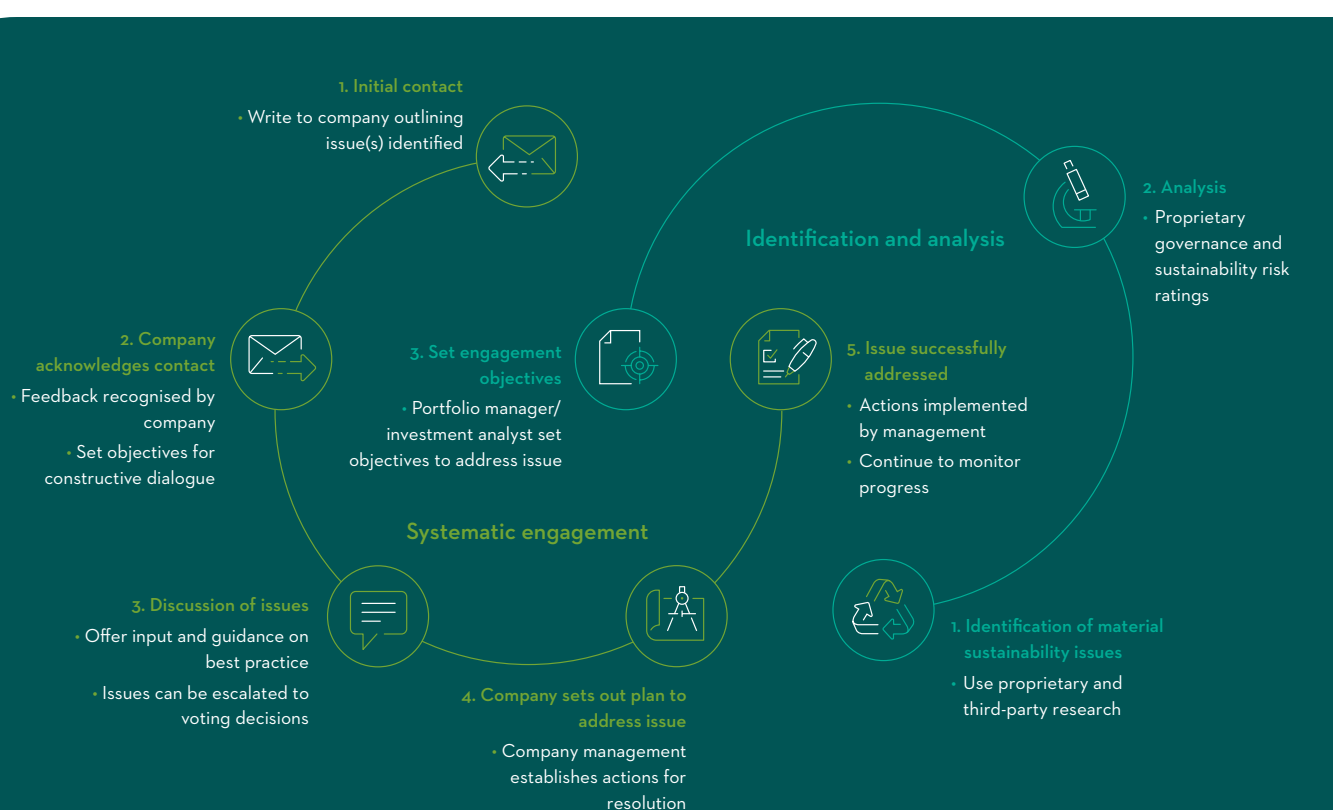 Identification and analysis
1. Identification of material
sustainability issues
• Use proprietary and
third-party research
2. Analysis
• Proprietary
governance and
sustainability risk
ratings
3. Set engagement
objectives
• Portfolio manager/
investment analyst set
objectives to address issue
Systematic engagement
1. Initial contact
• Write to company outlining
issue(s) identified
2. Company
acknowledges contact
• Feedback recognised by
company
• Set objectives for
constructive dialogue
3. Discussion of issues
• Offer input and guidance on
best practice
• Issues can be escalated to
voting decisions
4. Company sets out plan to
address issue
• Company management
establishes actions for
resolution
5. Issue successfully
addressed
• Actions implemented
by management
• Continue to monitor
progress